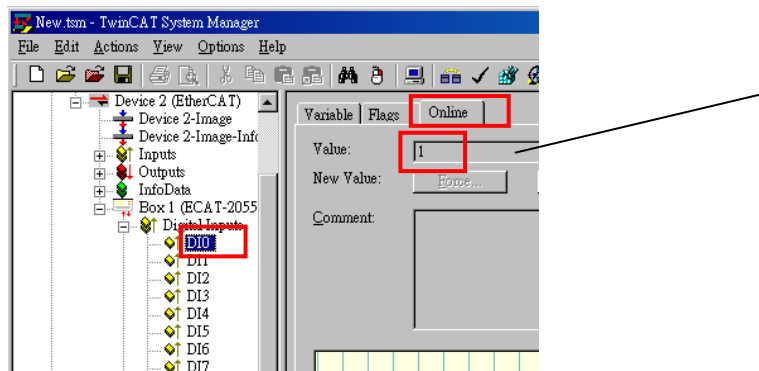 New.tsm - TwinCAT System Manager
File Edit Actions View Options Help
Device 2 (EtherCAT)
Device 2-Image
Device 2-Image-Info
Inputs
Outputs
InfoData
Box 1 (ECAT-2055
Digital Inputs
DI0
DI1
DI2
DI3
DI4
DI5
DI6
DI7
Variable Flags Online
Value: 1
New Value: Force...
Comment: